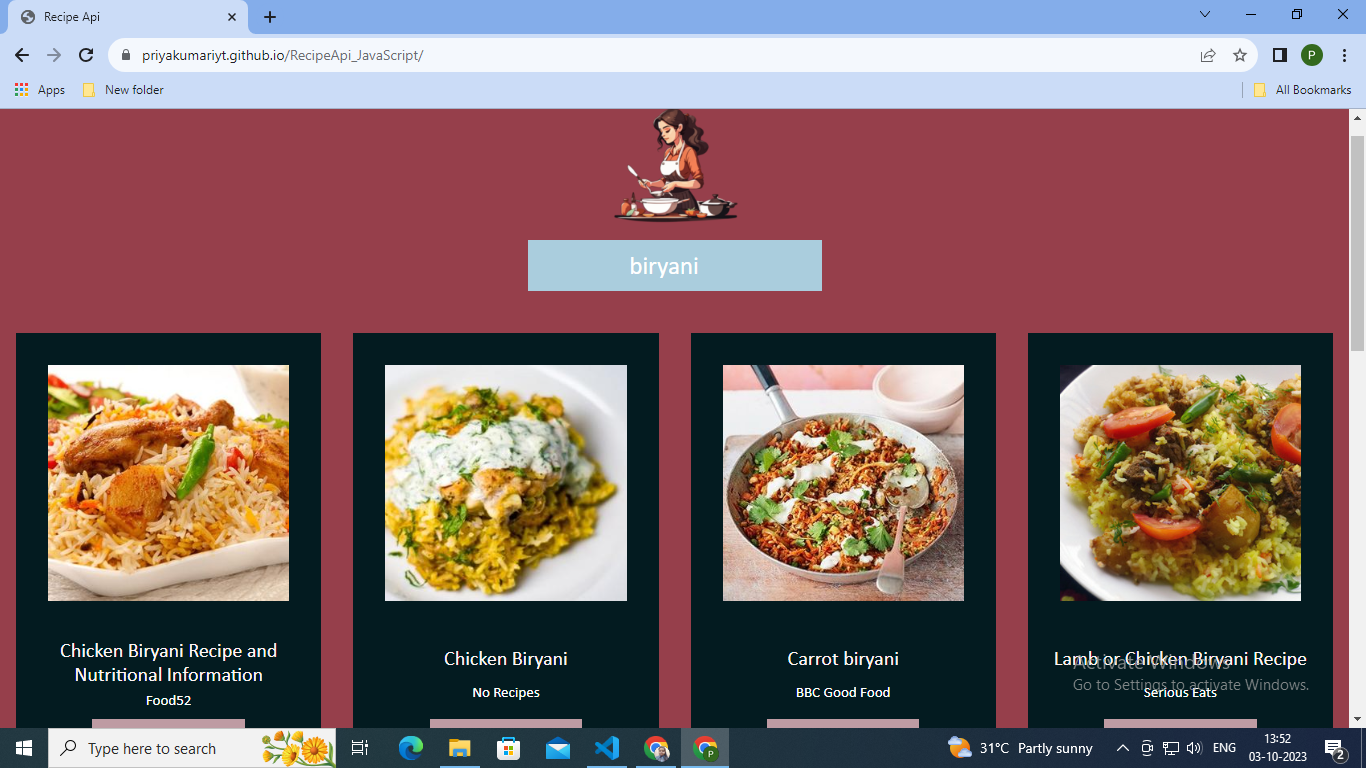 Recipe Api
priyakumariyt.github.io/RecipeApi_JavaScript/
P
Apps
New folder
All Bookmarks
biryani
Chicken Biryani Recipe and
Nutritional Information
Food52
Chicken Biryani
No Recipes
Carrot biryani
BBC Good Food
Lamb or Chicken Biryani Recipe
Serious Eats
Activate Windows
Go to Settings to activate Windows.
Type here to search
P
31°C Partly sunny
ENG
13:52
03-10-2023
2